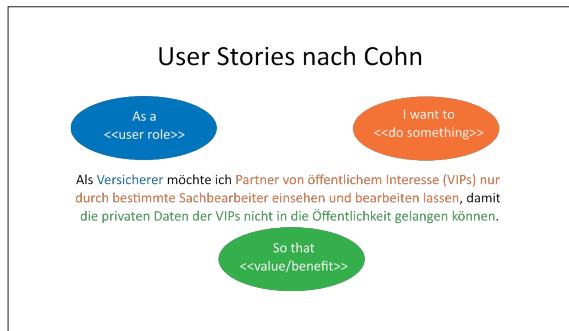 User Stories nach Cohn
As a
<<user role>>
I want to
<<do something>>
Als Versicherer möchte ich Partner von öffentlichem Interesse (VIPs) nur
durch bestimmte Sachbearbeiter einsehen und bearbeiten lassen, damit
die privaten Daten der VIPs nicht in die Öffentlichkeit gelangen können.
So that
<<value/benefit>>